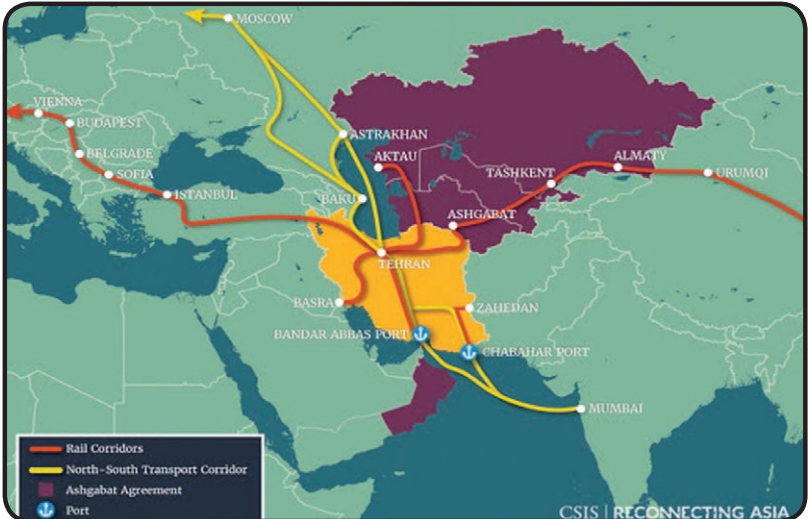 MOSCOW
ASTRAKHAN
VIENNA
BUDAPEST
AKTAU
BELGRADE
ALMATY
TASHKENT
URUMQI
SOFIA
ISTANBUL
BAKU
ASHGABAT
TEHRAN
BASRA
ZAHEDAN
BANDAR ABBAS PORT
CHABAHAR PORT
MUMBAI
Rail Corridors
North-South Transport Corridor
Ashgabat Agreement
Port
CSIS | RECONNECTING ASIA